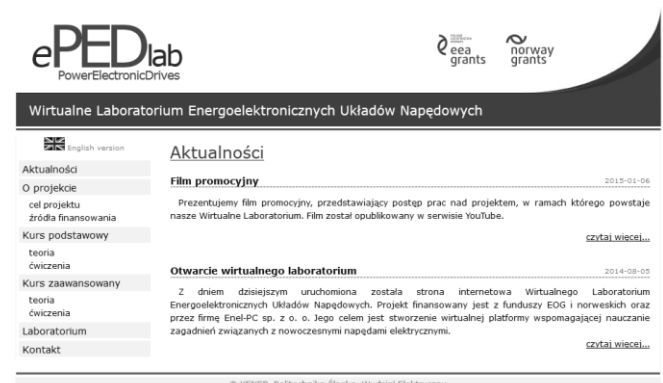 ePEDlab
PowerElectronicDrives
eea
grants
norway
grants
Wirtualne Laboratorium Energoelektronicznych Układów Napędowych
English version
Aktualności
O projekcie
cel projektu
źródła finansowania
Kurs podstawowy
teoria
ćwiczenia
Kurs zaawansowany
teoria
ćwiczenia
Laboratorium
Kontakt
Aktualności
Film promocyjny 2015-01-06
Prezentujemy film promocyjny, przedstawiający postęp prac nad projektem, w ramach którego powstaje
nasze Wirtualne Laboratorium. Film został opublikowany w serwisie YouTube.
czytaj więcej...
Otwarcie wirtualnego laboratorium 2014-08-05
Z dniem dzisiejszym uruchomiona została strona internetowa Wirtualnego Laboratorium
Energoelektronicznych Układów Napędowych. Projekt finansowany jest z funduszy EOG i norweskich oraz
przez firmę Enel-PC sp. z o. o. Jego celem jest stworzenie wirtualnej platformy wspomagającej nauczanie
zagadnień związanych z nowoczesnymi napędami elektrycznymi.
czytaj więcej...